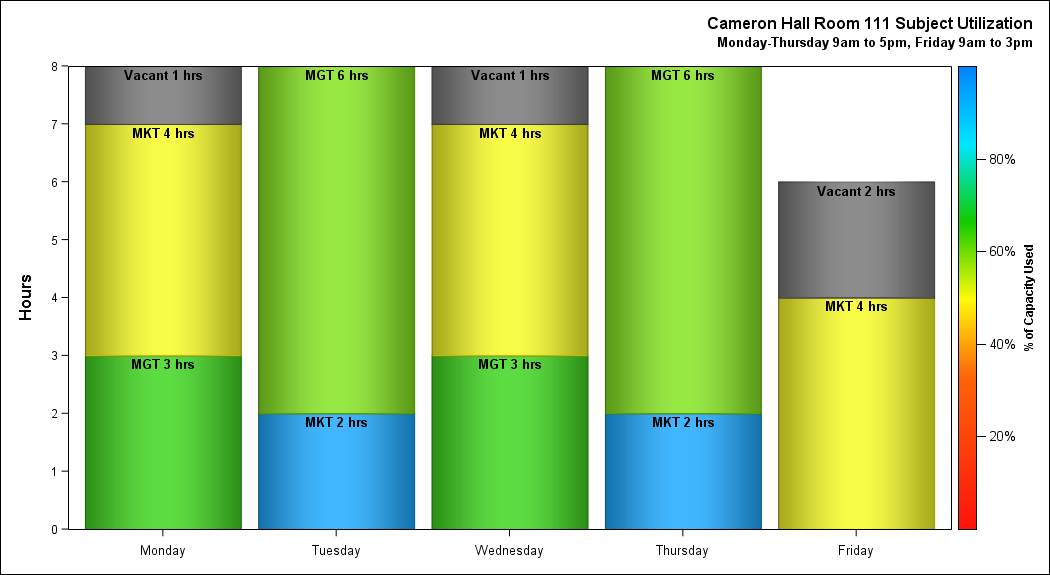 Cameron Hall Room 111 Subject Utilization
Monday-Thursday 9am to 5pm, Friday 9am to 3pm
Hours
8
7
6
5
4
3
2
1
0
Vacant 1 hrs
MKT 4 hrs
MGT 3 hrs
MGT 6 hrs
MKT 2 hrs
Vacant 1 hrs
MKT 4 hrs
MGT 3 hrs
MGT 6 hrs
MKT 2 hrs
Vacant 2 hrs
MKT 4 hrs
Monday
Tuesday
Wednesday
Thursday
Friday
80%
60%
40%
20%
% of Capacity Used